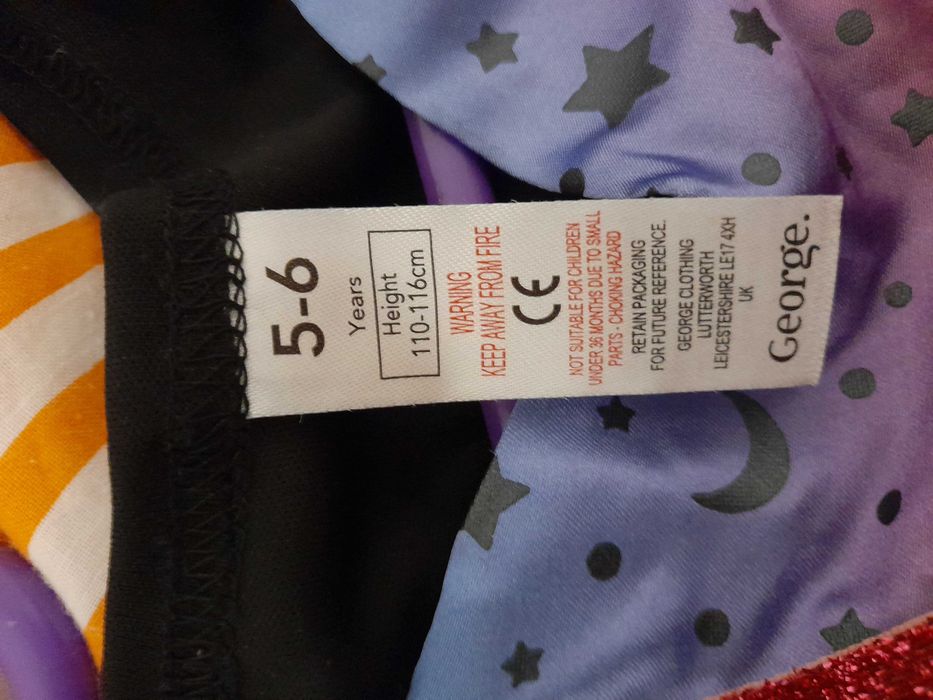 5-6
Years
Height
110-116cm
WARNING
KEEP AWAY FROM FIRE
CE
NOT SUITABLE FOR CHILDREN
UNDER 36 MONTHS DUE TO SMALL
PARTS - CHOKING HAZARD
RETAIN PACKAGING
FOR FUTURE REFERENCE.
GEORGE CLOTHING
LUTTERWORTH
LEICESTERSHIRE LE17 4XH
UK
George.